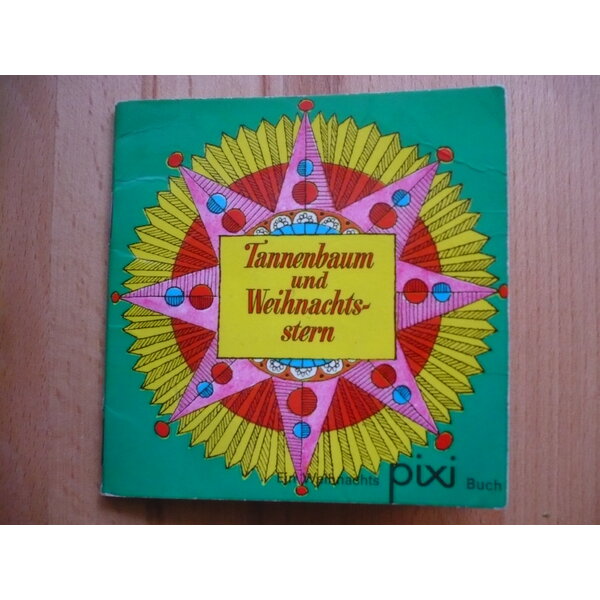 Tannenbaum
und
Weihnachts-
stern
Ein Weihnachts pixi Buch